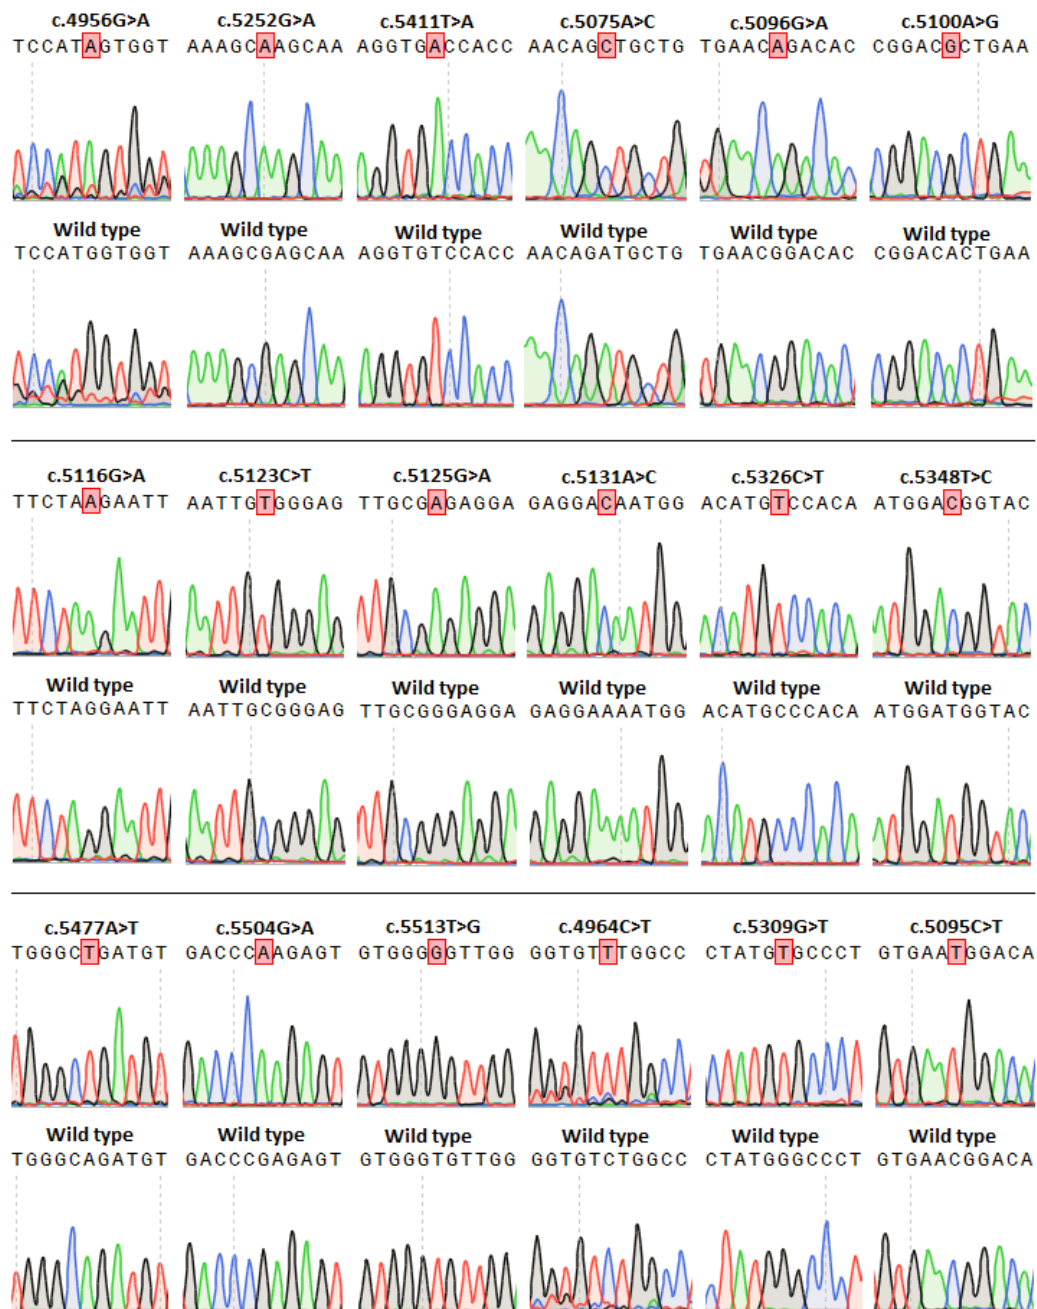 c.4956G>A c.5252G>A c.5411T>A c.5075A>C c.5096G>A c.5100A>G
TCCATAGTGGT AAAGCAAGCAA AGGTGACCACC AACAGCTGCTG TGAACAGACAC CGGACGCTGAA
Wild type Wild type Wild type Wild type Wild type Wild type
TCCATGGTGGT AAAGCGAGCAA AGGTGTCCACC AACAGATGCTG TGAACGGACAC CGGACACTGAA
c.5116G>A c.5123C>T c.5125G>A c.5131A>C c.5326C>T c.5348T>C
TTCTAAGAATT AATTGTGGGAG TTGCGAGAGGA GAGGACAATGG ACATGTCCACA ATGGACGGTAC
Wild type Wild type Wild type Wild type Wild type Wild type
TTCTAGGAATT AATTGCGGGAG TTGCGGGAGGA GAGGAAAATGG ACATGCCCACA ATGGATGGTAC
c.5477A>T c.5504G>A c.5513T>G c.4964C>T c.5309G>T c.5095C>T
TGGGCTGATGT GACCCAAGAGT GTGGGGGTTGG GGTGTTTGGCC CTATGTGCCCT GTGAATGGACA
Wild type Wild type Wild type Wild type Wild type Wild type
TGGGCAGATGT GACCCGAGAGT GTGGGTGTTGG GGTGTCTGGCC CTATGGGCCCT GTGAACGGACA